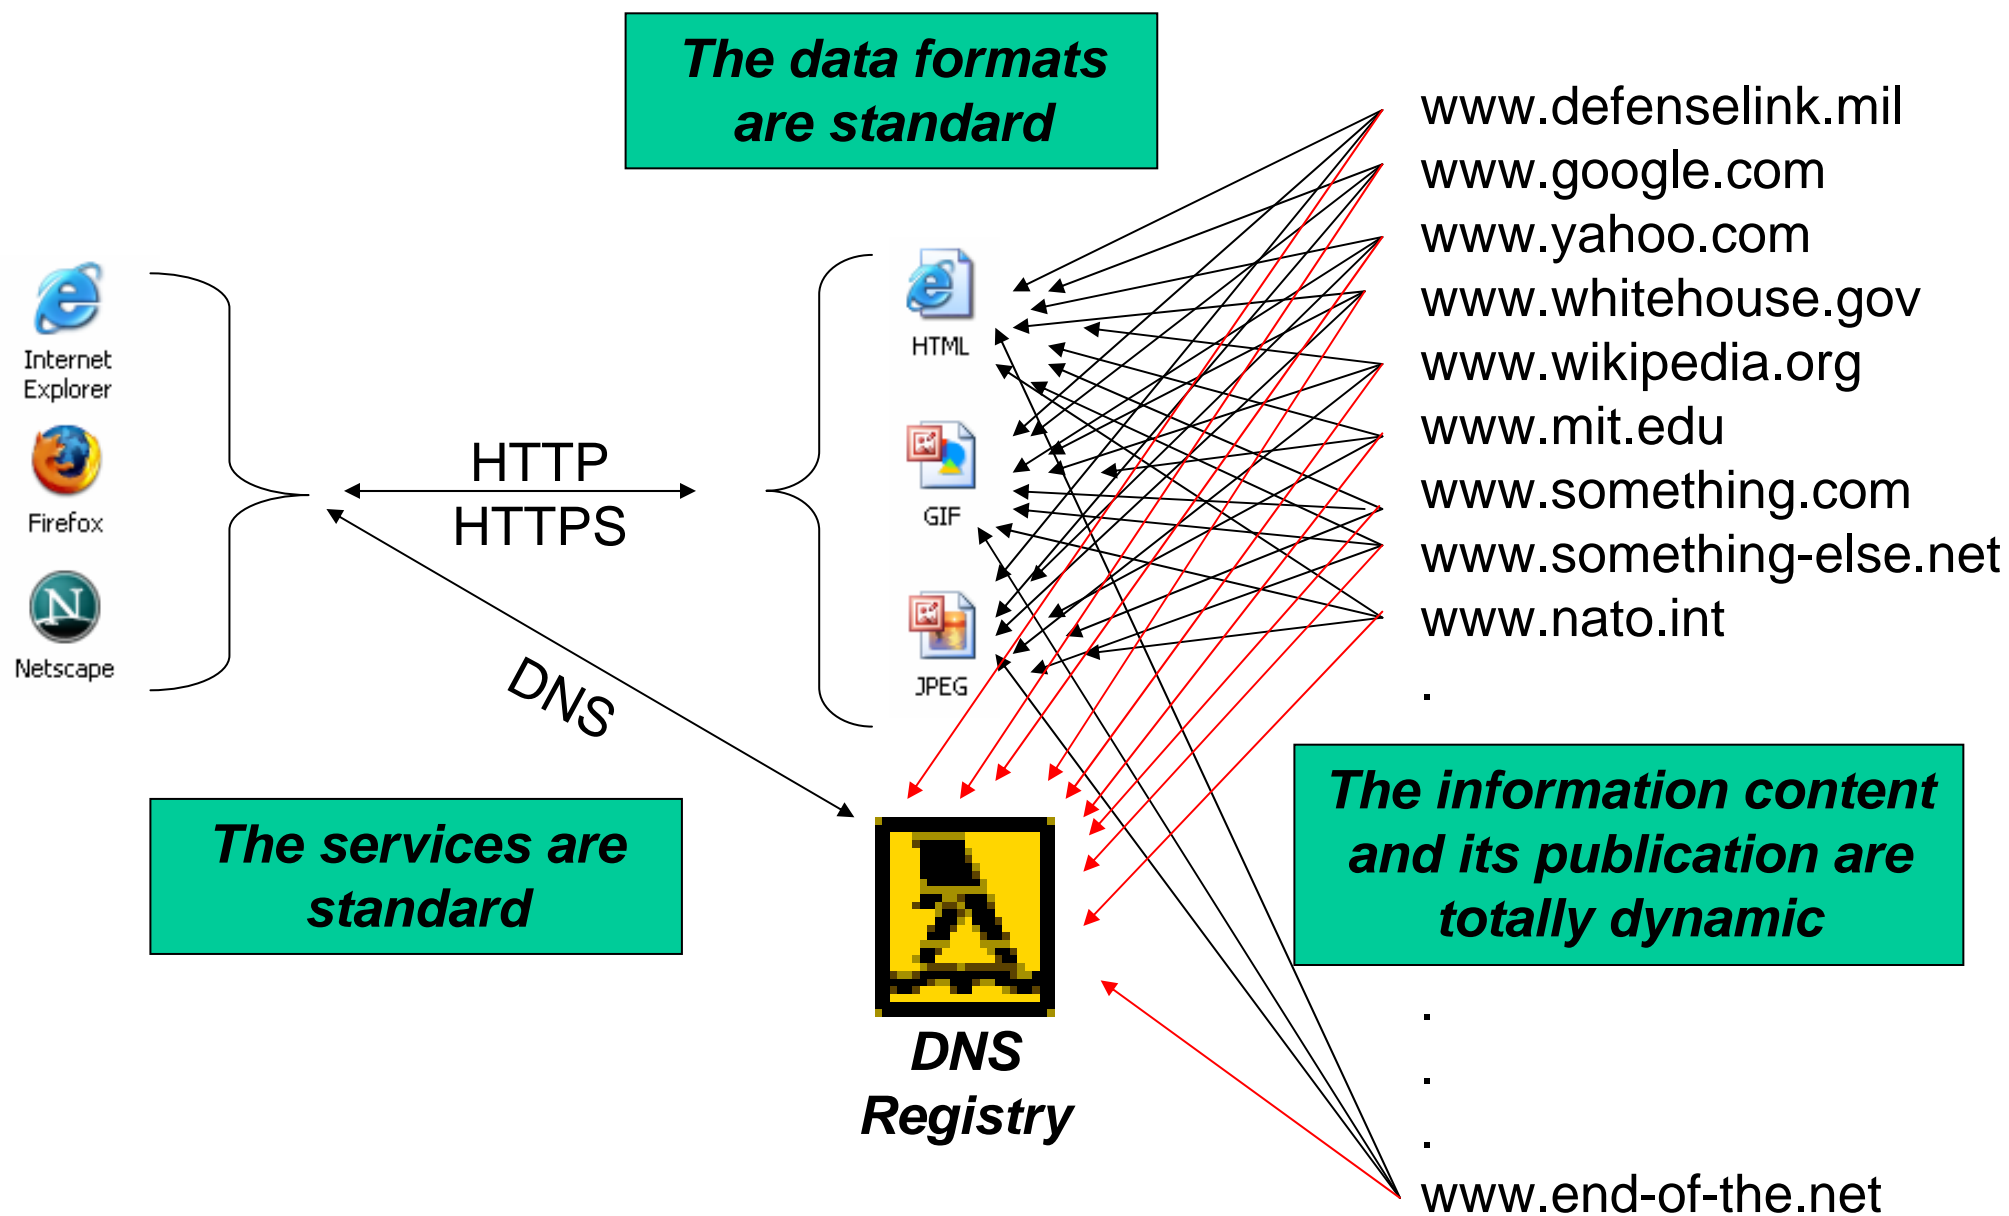 The data formats
are standard
www.defenselink.mil
www.google.com
www.yahoo.com
www.whitehouse.gov
www.wikipedia.org
www.mit.edu
www.something.com
www.something-else.net
www.nato.int
.
Internet
Explorer
Firefox
Netscape
HTTP
HTTPS
DNS
HTML
GIF
JPEG
The services are
standard
The information content
and its publication are
totally dynamic
DNS
Registry
.
.
.
www.end-of-the.net